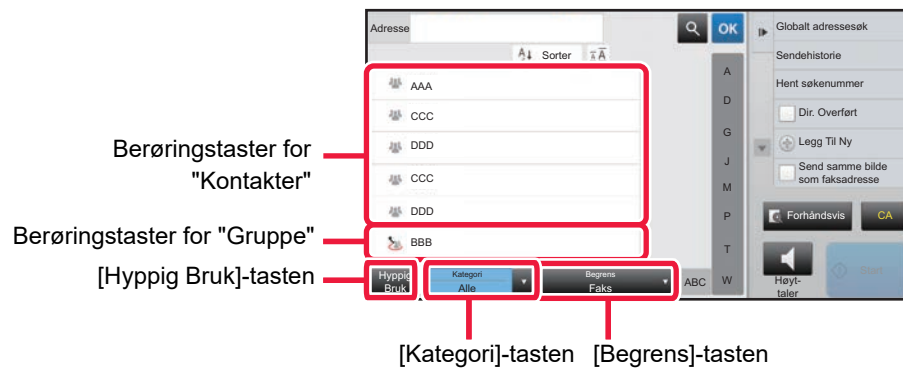 Adresse
OK
Sorter
AAA
CCC
DDD
CCC
DDD
BBB
Hyppig
Bruk
Kategori
Alle
Begrens
Faks
ABC
A
D
G
J
M
P
T
W
Globalt adressesøk
Sendehistorie
Hent søkenummer
Dir. Overført
Legg Til Ny
Send samme bilde
som faksadresse
Forhåndsvis
CA
Høyt-
taler
Start
Berøringstaster for
"Kontakter"
Berøringstaster for "Gruppe"
[Hyppig Bruk]-tasten
[Kategori]-tasten
[Begrens]-tasten